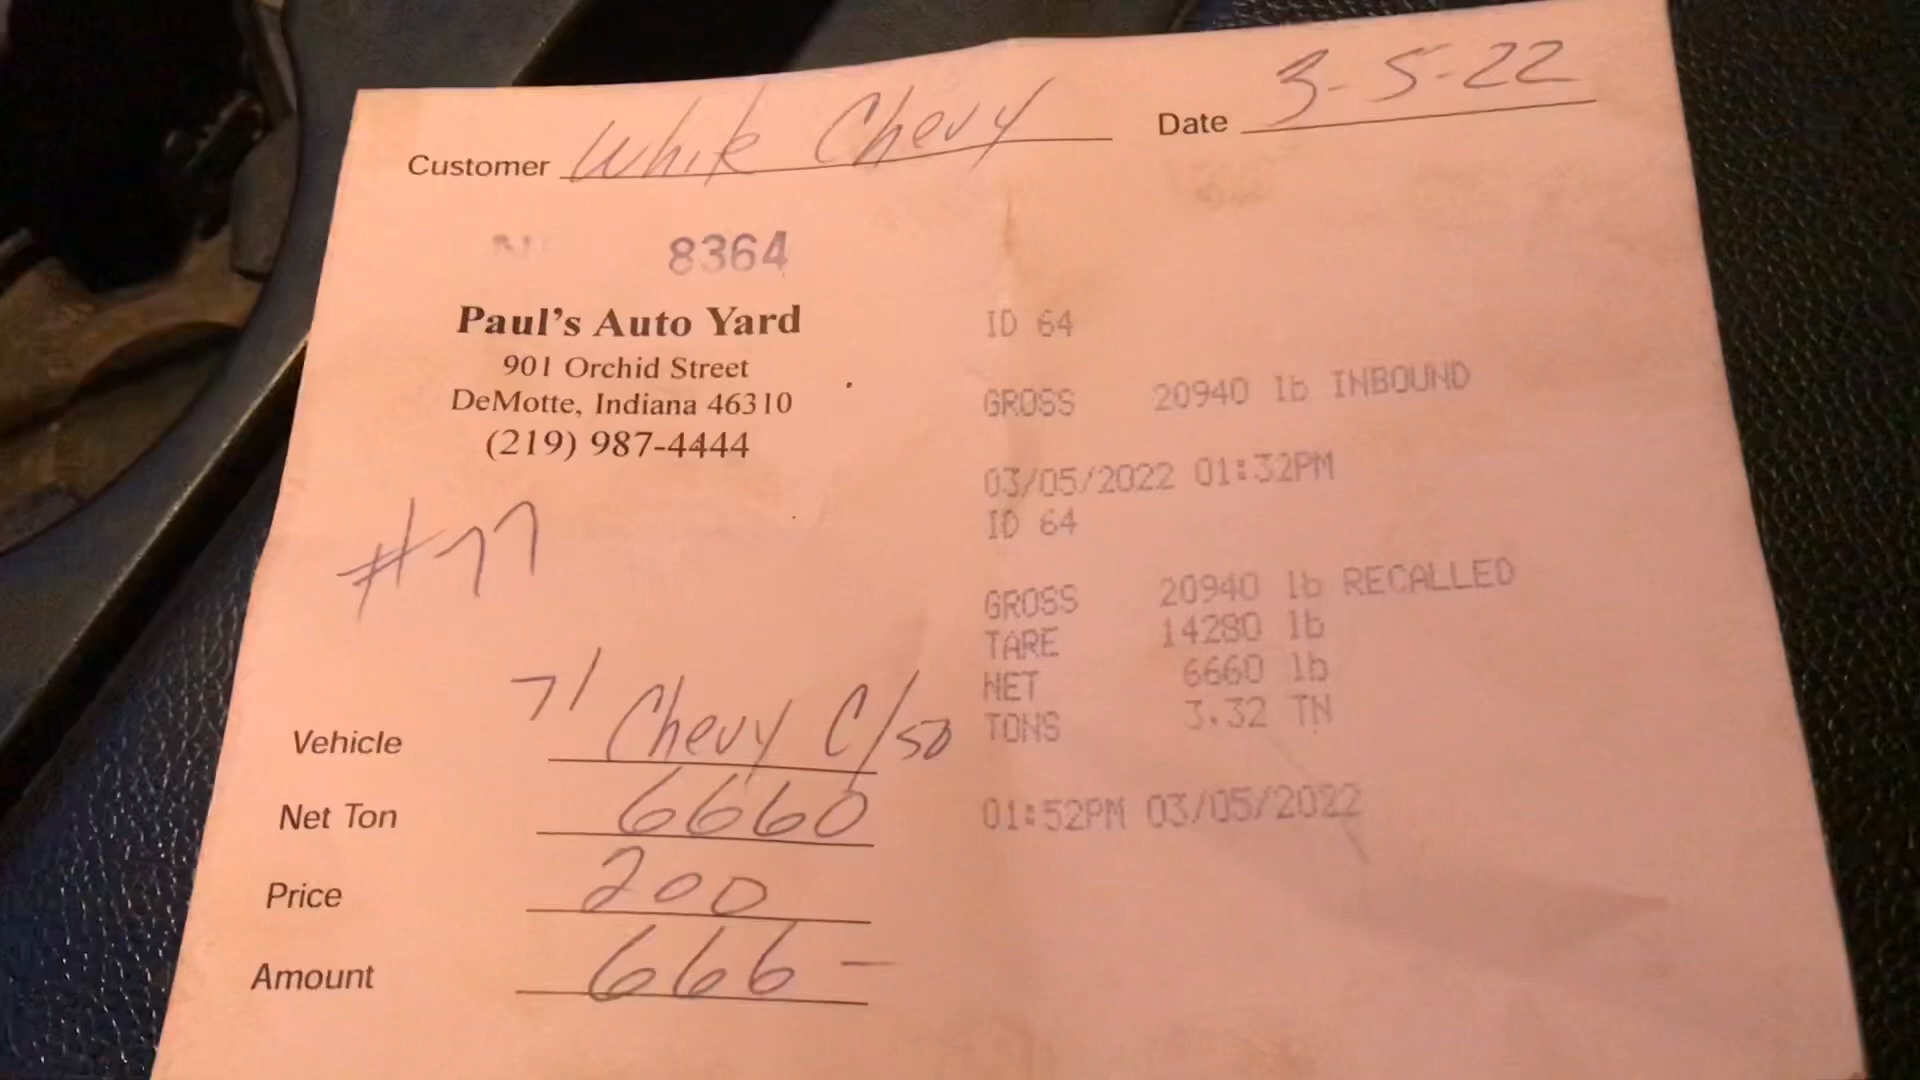 Customer White Chevy Date 3-5-22
8364
Paul's Auto Yard
901 Orchid Street
DeMotte, Indiana 46310
(219) 987-4444
#77
ID 64
GROSS 20940 lb INBOUND
03/05/2022 01:32PM
ID 64
GROSS 20940 lb RECALLED
TARE 14280 lb
NET 6660 lb
TONS 3.32 TN
01:52PM 03/05/2022
Vehicle 71 Chevy C/50
Net Ton 6660
Price 200
Amount 666 —